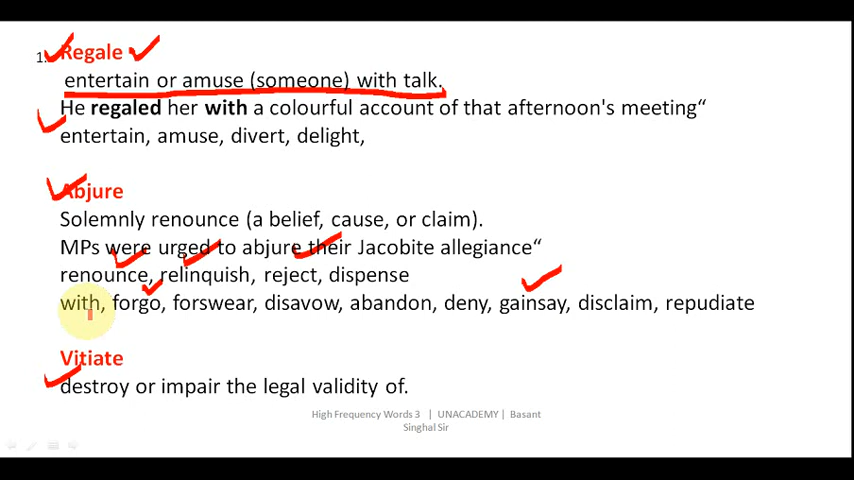 1. Regale
entertain or amuse (someone) with talk.
He regaled her with a colourful account of that afternoon's meeting“
entertain, amuse, divert, delight,
Abjure
Solemnly renounce (a belief, cause, or claim).
MPs were urged to abjure their Jacobite allegiance“
renounce, relinquish, reject, dispense
with, forgo, forswear, disavow, abandon, deny, gainsay, disclaim, repudiate
Vitiate
destroy or impair the legal validity of.
High Frequency Words 3 | UNACADEMY | Basant
Singhal Sir